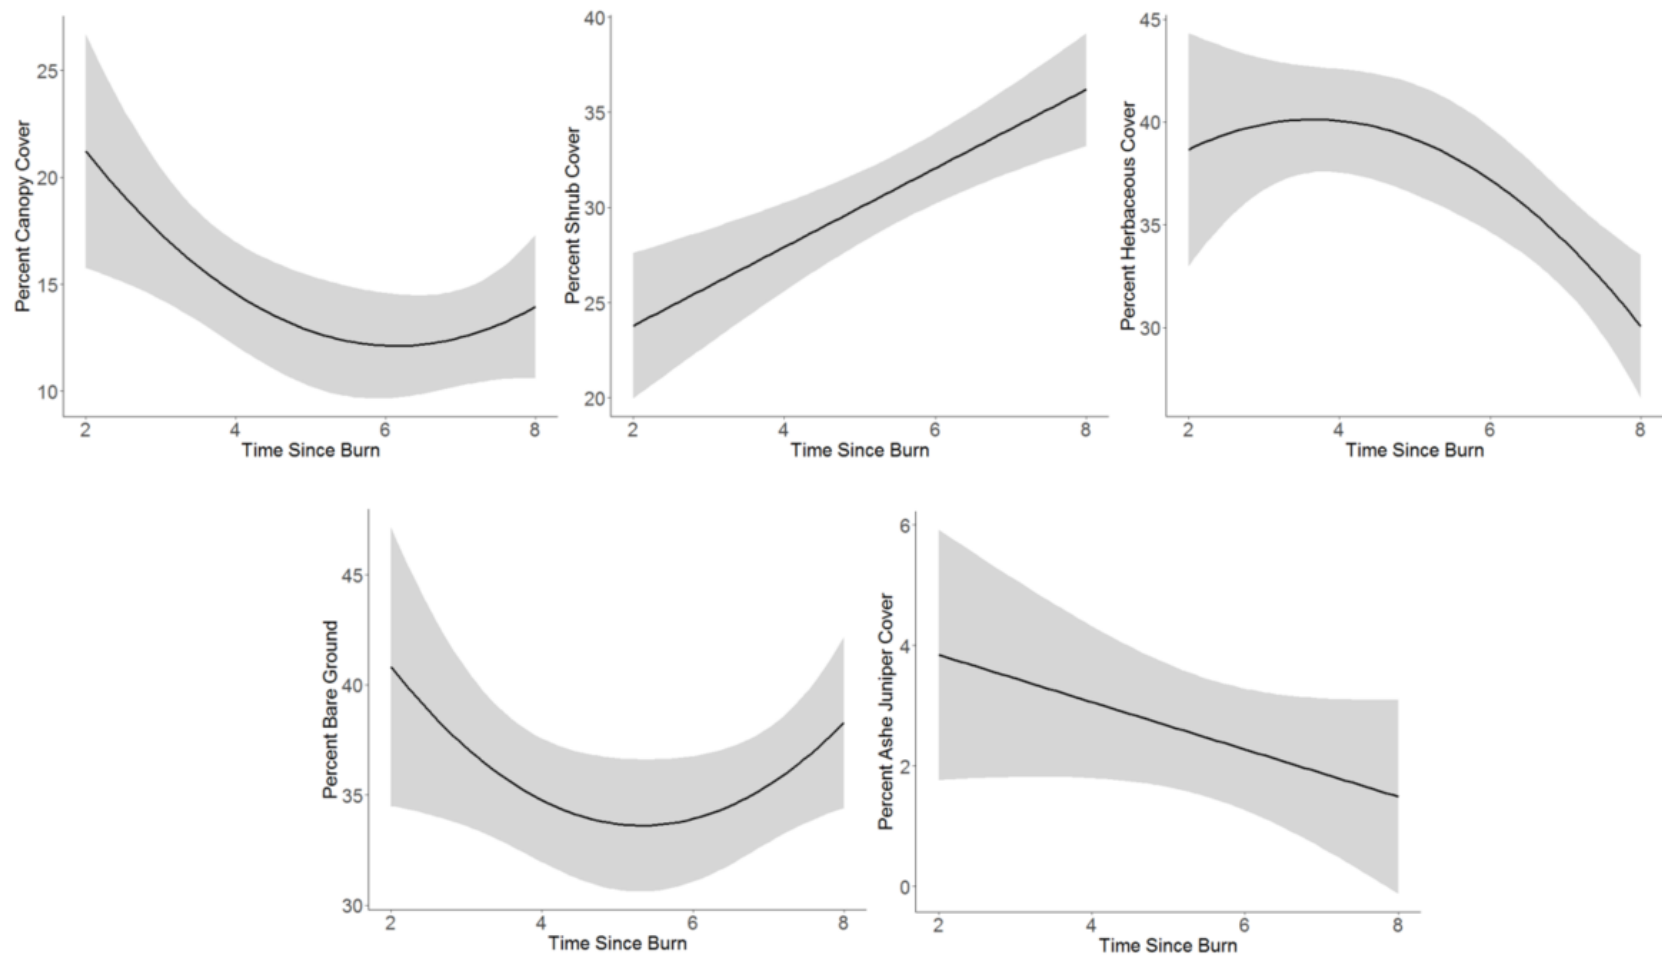 Percent Canopy Cover
25
20
15
10
2 4 6 8
Time Since Burn
Percent Shrub Cover
40
35
30
25
20
2 4 6 8
Time Since Burn
Percent Herbaceous Cover
45
40
35
30
2 4 6 8
Time Since Burn
Percent Bare Ground
45
40
35
30
2 4 6 8
Time Since Burn
Percent Ashe Juniper Cover
6
4
2
0
2 4 6 8
Time Since Burn